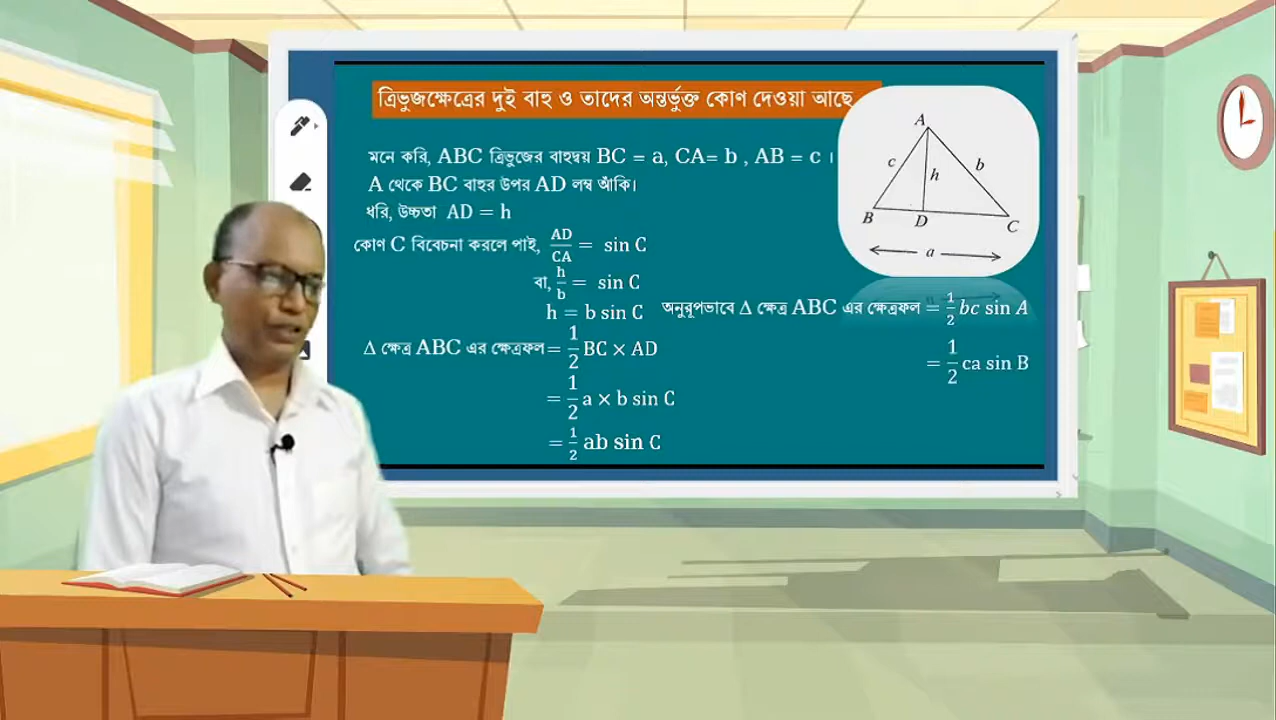 ত্রিভুজক্ষেত্রের দুই বাহু ও তাদের অন্তর্ভুক্ত কোণ দেওয়া আছে
মনে করি, ABC ত্রিভুজের বাহুদ্বয় BC = a, CA= b , AB = c ।
A থেকে BC বাহুর উপর AD লম্ব আঁকি।
ধরি, উচ্চতা AD = h
কোণ C বিবেচনা করলে পাই, AD/CA = sin C
বা, h/b = sin C
h = b sin C
Δ ক্ষেত্র ABC এর ক্ষেত্রফল= 1/2 BC × AD
= 1/2 a × b sin C
= 1/2 ab sin C
অনুরূপভাবে Δ ক্ষেত্র ABC এর ক্ষেত্রফল = 1/2 bc sin A
= 1/2 ca sin B
A
c b
h
B D C
a